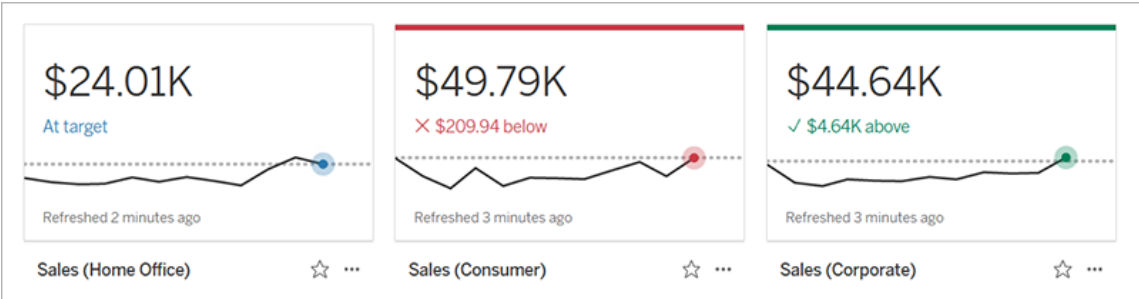 $24.01K
At target
Refreshed 2 minutes ago
Sales (Home Office)
$49.79K
$209.94 below
Refreshed 3 minutes ago
Sales (Consumer)
$44.64K
$4.64K above
Refreshed 3 minutes ago
Sales (Corporate)